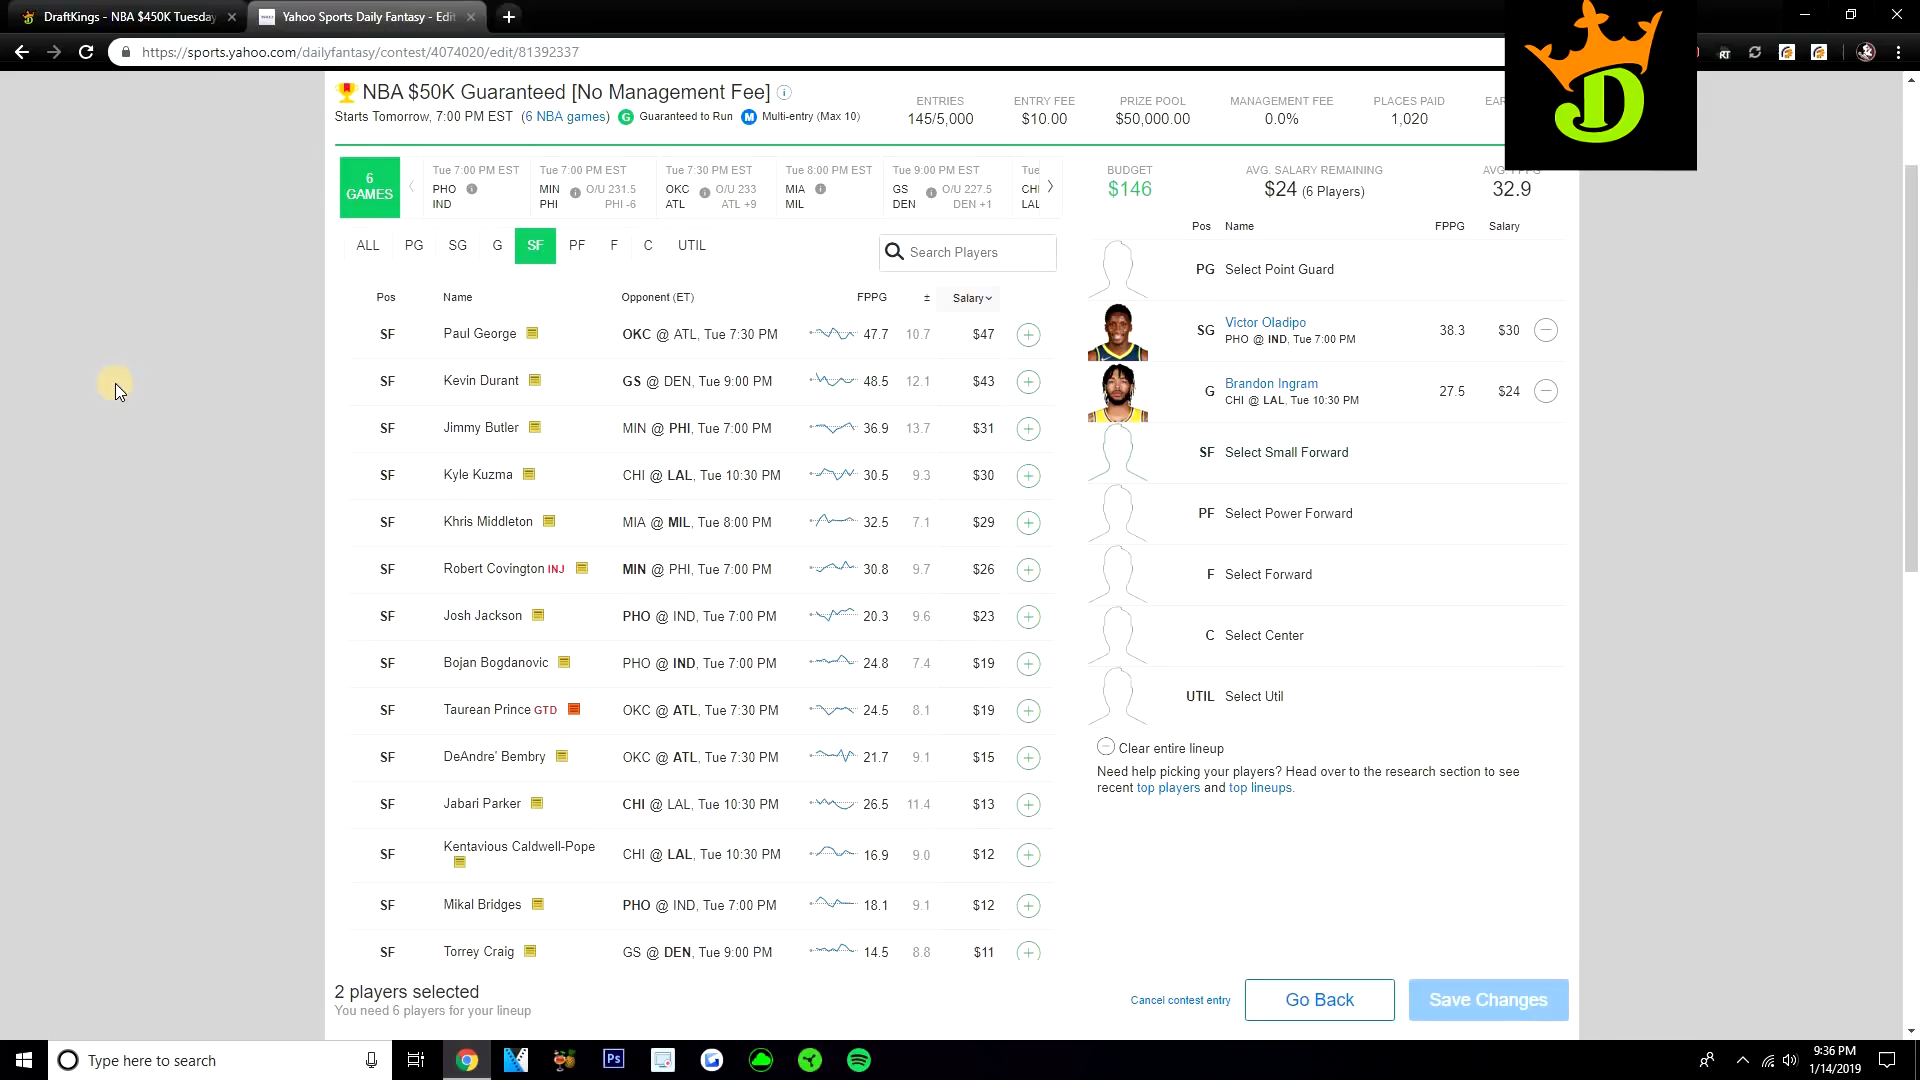 DraftKings - NBA $450K Tuesday
Yahoo Sports Daily Fantasy - Edit
https://sports.yahoo.com/dailyfantasy/contest/4074020/edit/81392337
NBA $50K Guaranteed [No Management Fee]
Starts Tomorrow, 7:00 PM EST (6 NBA games) G Guaranteed to Run M Multi-entry (Max 10)
ENTRIES ENTRY FEE PRIZE POOL MANAGEMENT FEE PLACES PAID
145/5,000 $10.00 $50,000.00 0.0% 1,020
6 GAMES
Tue 7:00 PM EST
PHO
IND
Tue 7:00 PM EST
MIN O/U 231.5
PHI PHI -6
Tue 7:30 PM EST
OKC O/U 233
ATL ATL +9
Tue 8:00 PM EST
MIA
MIL
Tue 9:00 PM EST
GS O/U 227.5
DEN DEN +1
Tue
CHI
LAL
BUDGET AVG. SALARY REMAINING
$146 $24 (6 Players) 32.9
ALL PG SG G SF PF F C UTIL
Search Players
Pos Name Opponent (ET) FPPG ± Salary
SF Paul George OKC @ ATL, Tue 7:30 PM 47.7 10.7 $47
SF Kevin Durant GS @ DEN, Tue 9:00 PM 48.5 12.1 $43
SF Jimmy Butler MIN @ PHI, Tue 7:00 PM 36.9 13.7 $31
SF Kyle Kuzma CHI @ LAL, Tue 10:30 PM 30.5 9.3 $30
SF Khris Middleton MIA @ MIL, Tue 8:00 PM 32.5 7.1 $29
SF Robert Covington INJ MIN @ PHI, Tue 7:00 PM 30.8 9.7 $26
SF Josh Jackson PHO @ IND, Tue 7:00 PM 20.3 9.6 $23
SF Bojan Bogdanovic PHO @ IND, Tue 7:00 PM 24.8 7.4 $19
SF Taurean Prince GTD OKC @ ATL, Tue 7:30 PM 24.5 8.1 $19
SF DeAndre' Bembry OKC @ ATL, Tue 7:30 PM 21.7 9.1 $15
SF Jabari Parker CHI @ LAL, Tue 10:30 PM 26.5 11.4 $13
SF Kentavious Caldwell-Pope CHI @ LAL, Tue 10:30 PM 16.9 9.0 $12
SF Mikal Bridges PHO @ IND, Tue 7:00 PM 18.1 9.1 $12
SF Torrey Craig GS @ DEN, Tue 9:00 PM 14.5 8.8 $11
Pos Name FPPG Salary
PG Select Point Guard
SG Victor Oladipo 38.3 $30
PHO @ IND, Tue 7:00 PM
G Brandon Ingram 27.5 $24
CHI @ LAL, Tue 10:30 PM
SF Select Small Forward
PF Select Power Forward
F Select Forward
C Select Center
UTIL Select Util
Clear entire lineup
Need help picking your players? Head over to the research section to see
recent top players and top lineups.
2 players selected
You need 6 players for your lineup
Cancel contest entry Go Back Save Changes
Type here to search
Ps
9:36 PM
1/14/2019